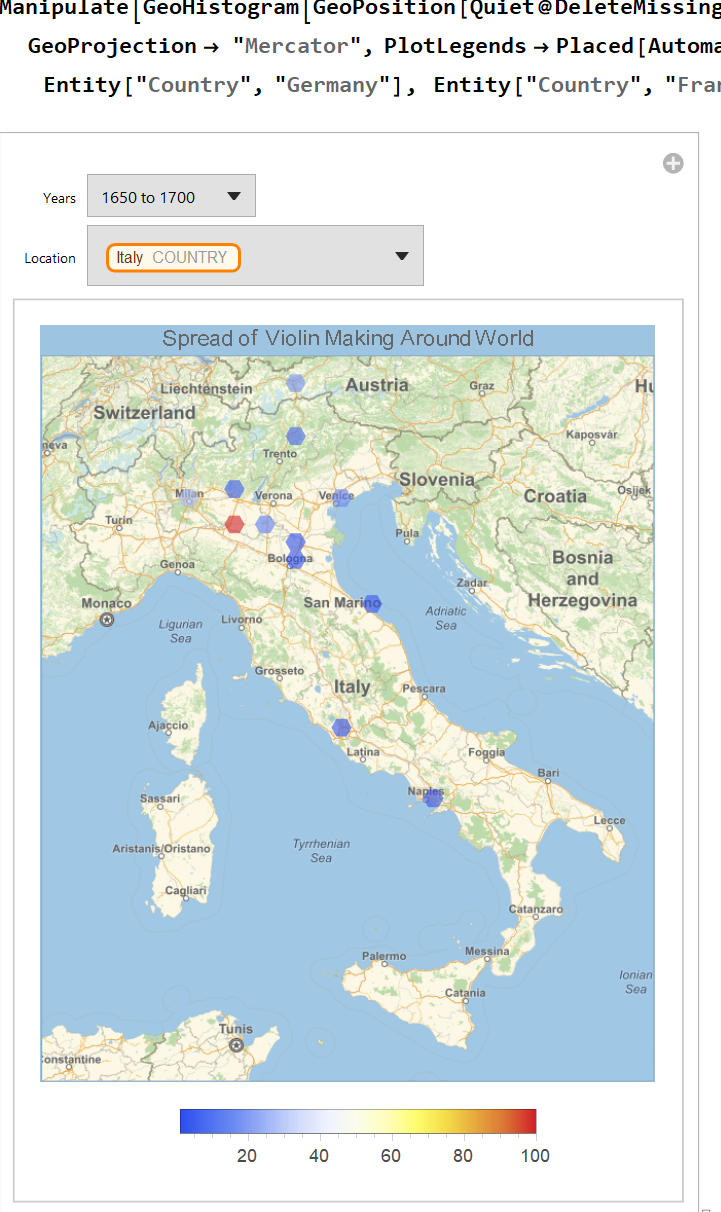 Manipulate[GeoHistogram[GeoPosition[Quiet@DeleteMissing
GeoProjection → "Mercator", PlotLegends → Placed[Automa
Entity["Country", "Germany"], Entity["Country", "Fran
Years 1650 to 1700
Location Italy COUNTRY
Spread of Violin Making Around World
Liechtenstein
Austria
Graz
Hu
Switzerland
Kaposvár
neva
Trento
Slovenia
Milan
Verona
Venice
Croatia
Osijek
Turin
Pula
Bologna
Genoa
Bosnia
and
Herzegovina
Zadar
Monaco
San Marino
Adriatic
Sea
Ligurian
Sea
Livorno
Grosseto
Italy
Pescara
Ajaccio
Latina
Foggia
Bari
Naples
Sassari
Lecce
Aristanis/Oristano
Tyrrhenian
Sea
Cagliari
Catanzaro
Palermo
Messina
Ionian
Sea
Catania
Tunis
Constantine
20 40 60 80 100